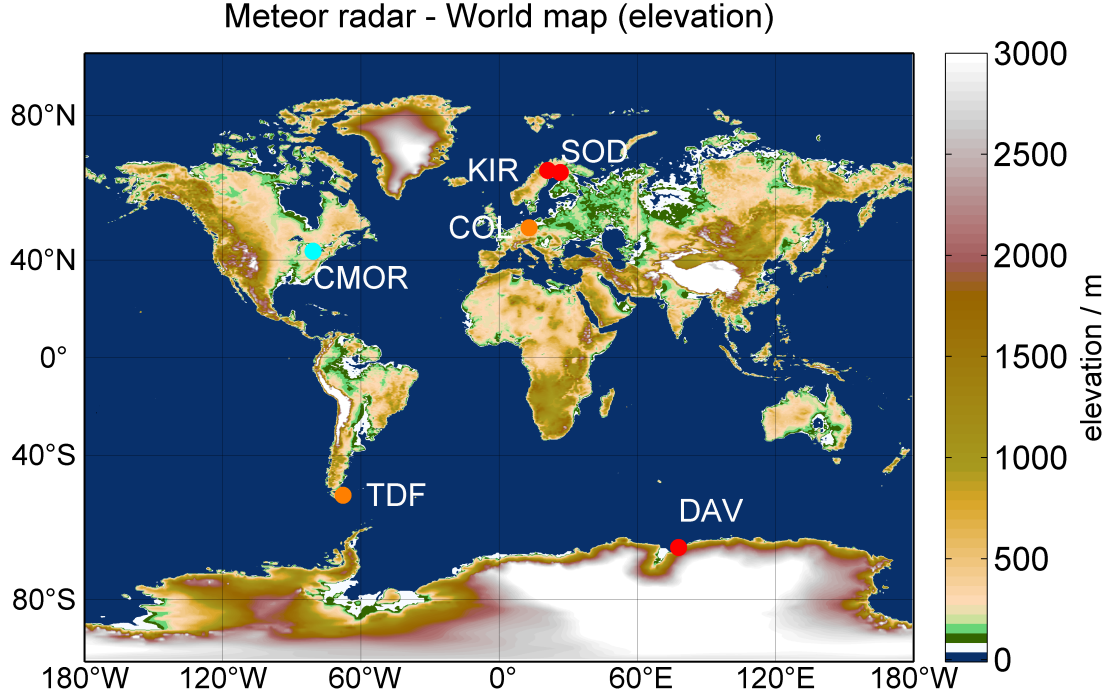 Meteor radar - World map (elevation)
80°N
40°N
0°
40°S
80°S
KIR
SOD
COL
CMOR
TDF
DAV
180°W
120°W
60°W
0°
60°E
120°E
180°W
3000
2500
2000
1500
1000
500
0
elevation / m